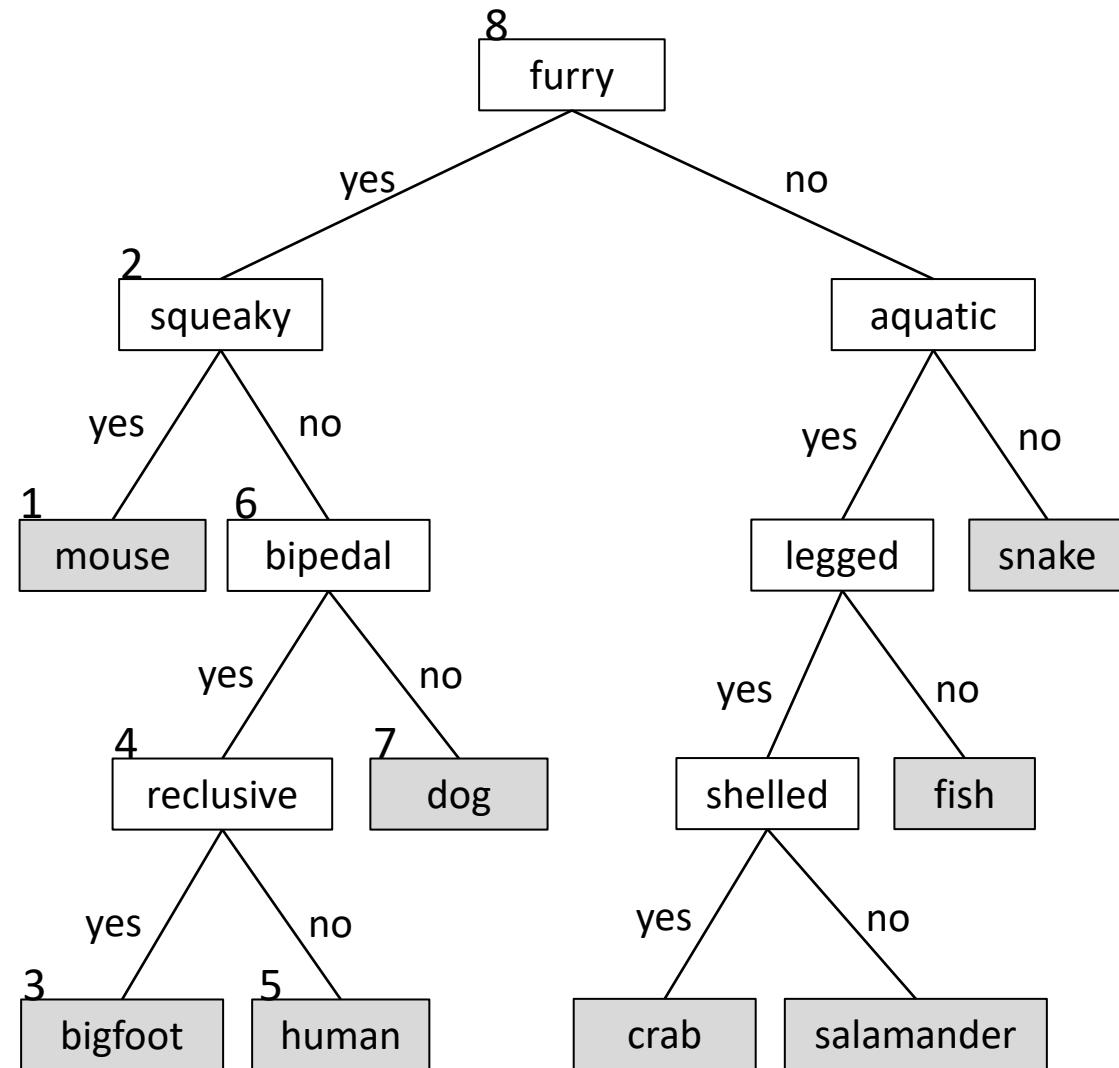 8
furry
yes no
2
squeaky aquatic
yes no yes no
1 6
mouse bipedal legged snake
yes no yes no
4 7
reclusive dog shelled fish
yes no yes no
3 5
bigfoot human crab salamander